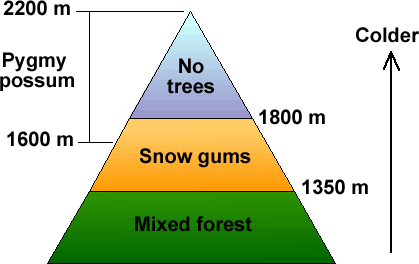 2200 m
Colder
Pygmy
possum
No
trees
1800 m
1600 m
Snow gums
1350 m
Mixed forest